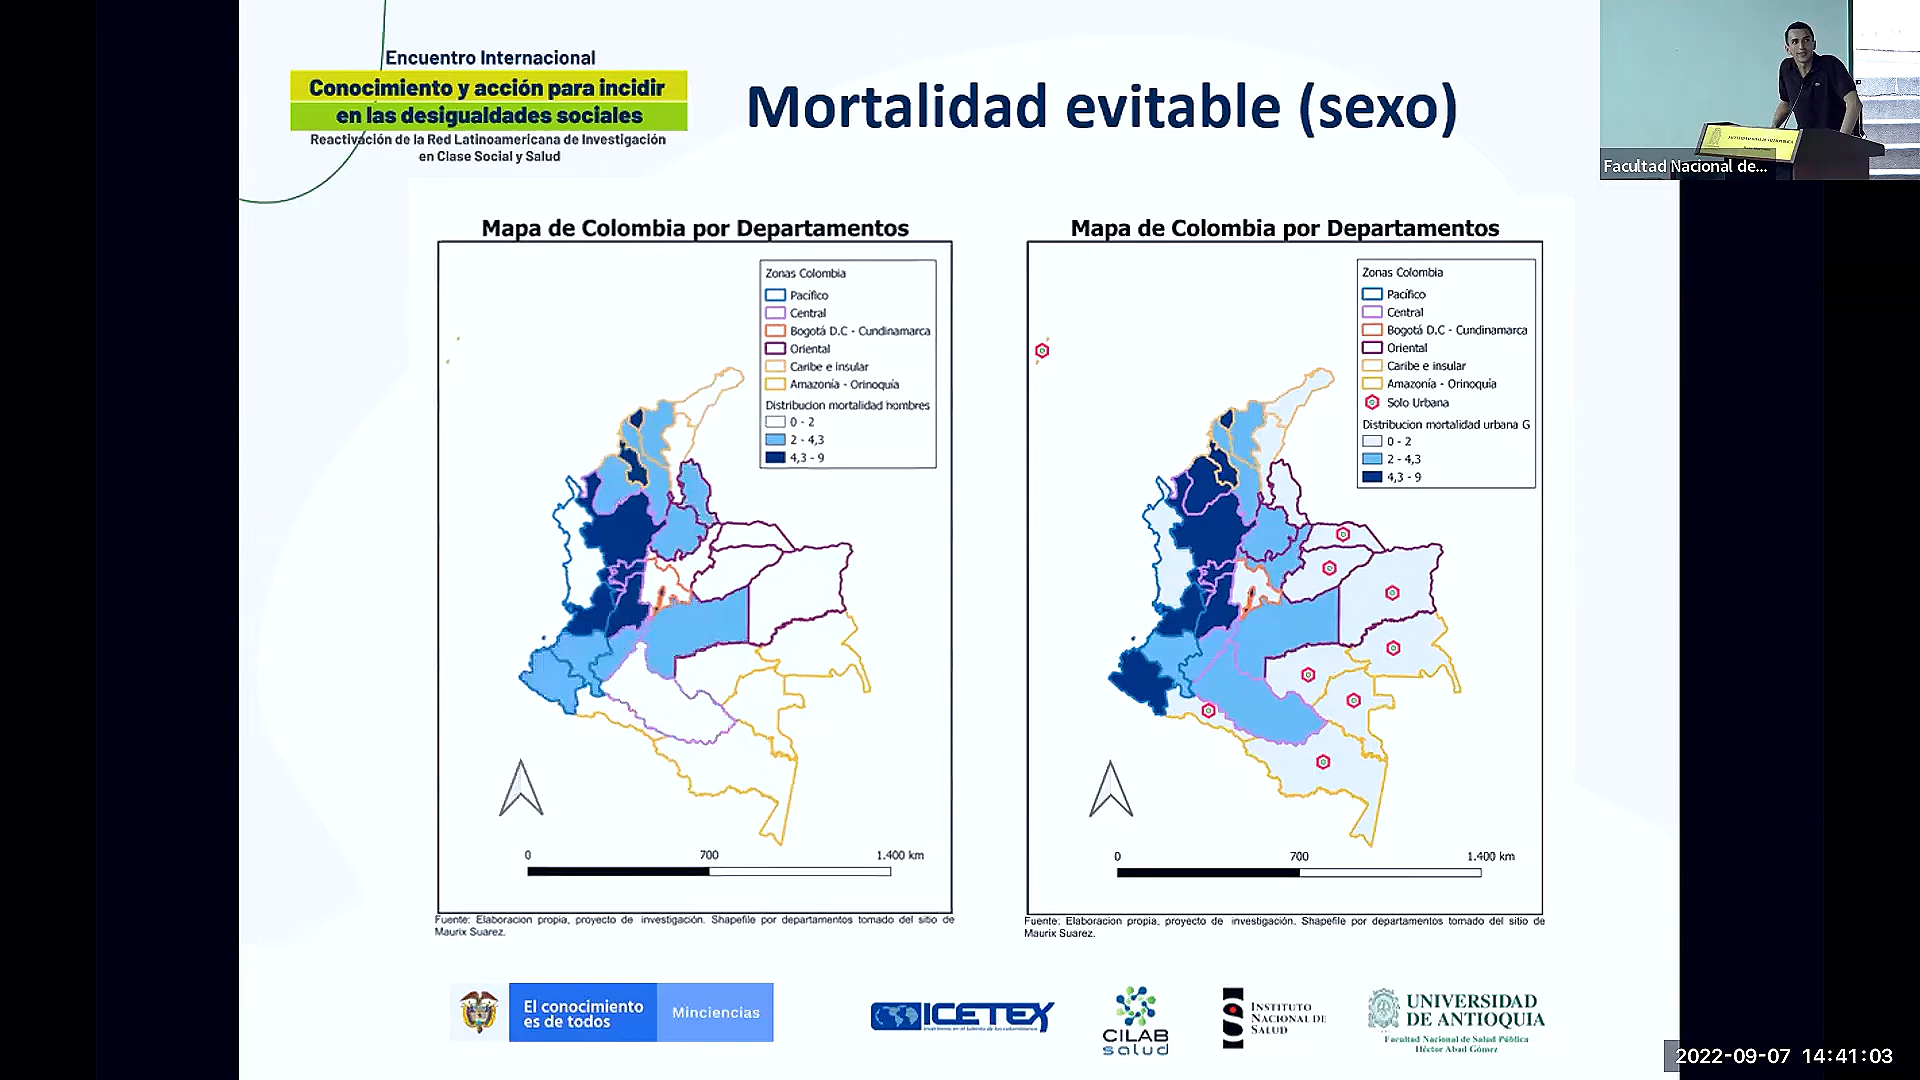 Encuentro Internacional
Conocimiento y acción para incidir
en las desigualdades sociales
Reactivación de la Red Latinoamericana de Investigación
en Clase Social y Salud
Mortalidad evitable (sexo)
Facultad Nacional de...
Mapa de Colombia por Departamentos
Zonas Colombia
Pacífico
Central
Bogotá D.C - Cundinamarca
Oriental
Caribe e insular
Amazonía - Orinoquía
Distribucion mortalidad hombres
0 - 2
2 - 4,3
4,3 - 9
0 700 1.400 km
Fuente: Elaboracion propia, proyecto de investigación. Shapefile por departamentos tomado del sitio de
Maurix Suarez.
Mapa de Colombia por Departamentos
Zonas Colombia
Pacífico
Central
Bogotá D.C - Cundinamarca
Oriental
Caribe e insular
Amazonía - Orinoquía
Solo Urbana
Distribucion mortalidad urbana G
0 - 2
2 - 4,3
4,3 - 9
0 700 1.400 km
Fuente: Elaboracion propia, proyecto de investigación. Shapefile por departamentos tomado del sitio de
Maurix Suarez.
El conocimiento
es de todos
Minciencias
ICETEX
CILAB
salud
INSTITUTO
NACIONAL DE
SALUD
UNIVERSIDAD
DE ANTIOQUIA
Facultad Nacional de Salud Pública
Héctor Abad Gómez
2022-09-07 14:41:03